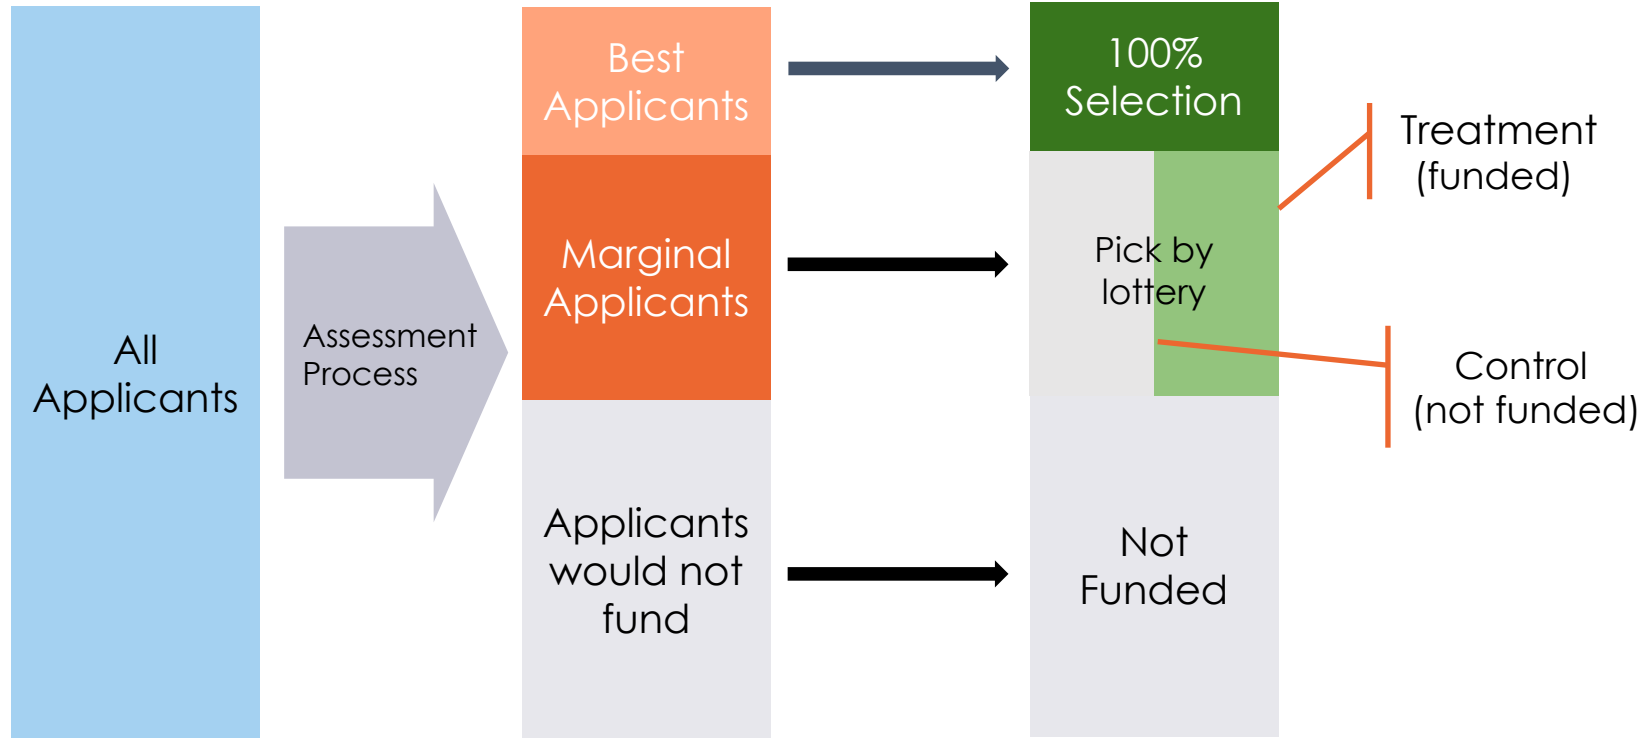 All
Applicants
Assessment
Process
Best
Applicants
Marginal
Applicants
Applicants
would not
fund
100%
Selection
Pick by
lottery
Not
Funded
Treatment
(funded)
Control
(not funded)